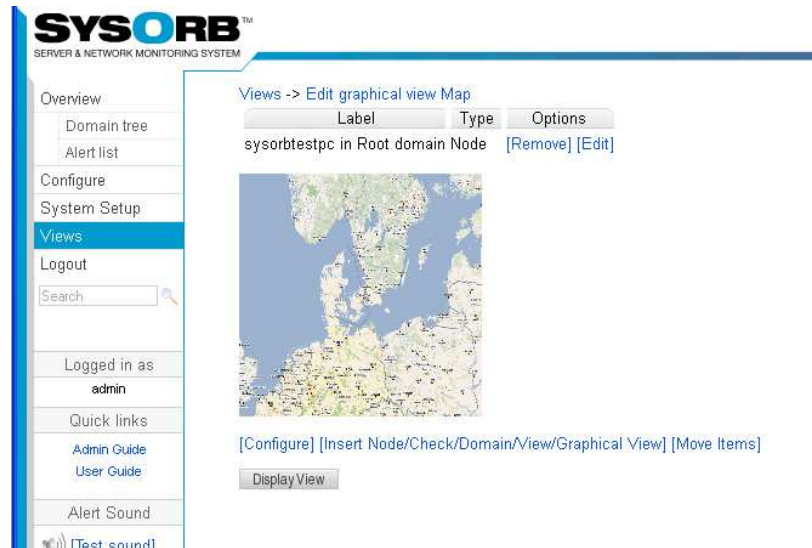 SYSORB™
SERVER & NETWORK MONITORING SYSTEM
Overview
Domain tree
Alert list
Configure
System Setup
Views
Logout
Search
Logged in as
admin
Quick links
Admin Guide
User Guide
Alert Sound
[Test sound]
Views -> Edit graphical view Map
Label Type Options
sysorbtestpc in Root domain Node [Remove] [Edit]
[Configure] [Insert Node/Check/Domain/View/Graphical View] [Move Items]
Display View